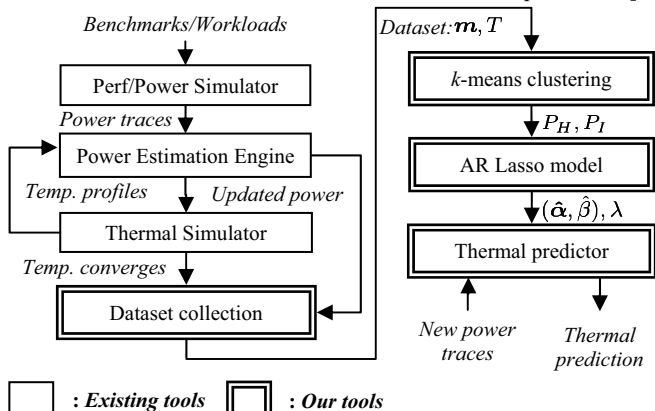 Benchmarks/Workloads
Perf/Power Simulator
Power traces
Power Estimation Engine
Temp. profiles
Updated power
Thermal Simulator
Temp. converges
Dataset collection
Dataset: m, T
k-means clustering
P_H, P_I
AR Lasso model
(α̂, β̂), λ
Thermal predictor
New power
traces
Thermal
prediction
: Existing tools
: Our tools